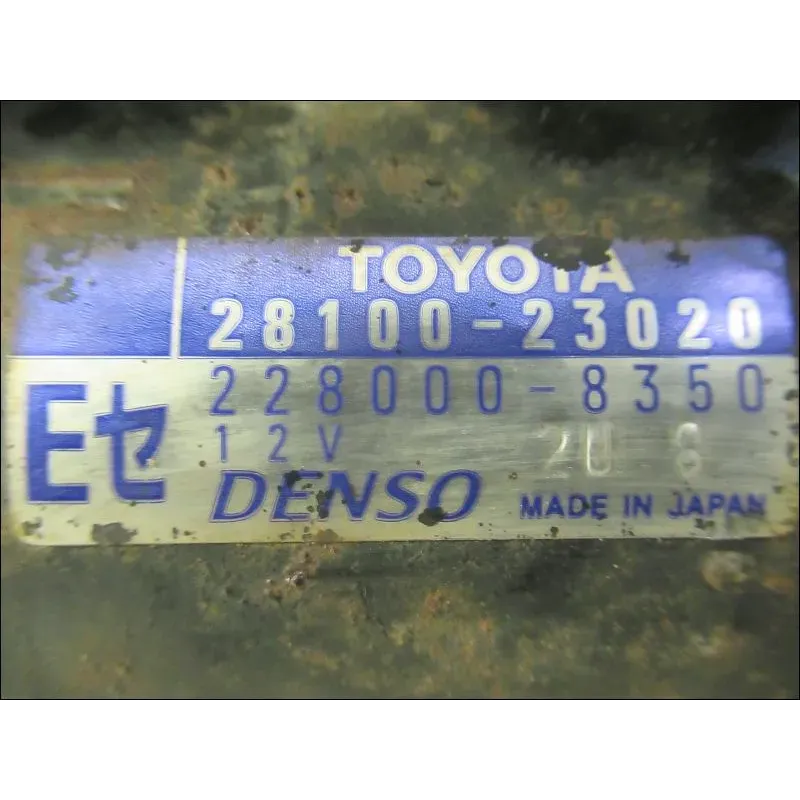 TOYOTA
28100-23020
Eセ
228000-8350
12V
DENSO
MADE IN JAPAN